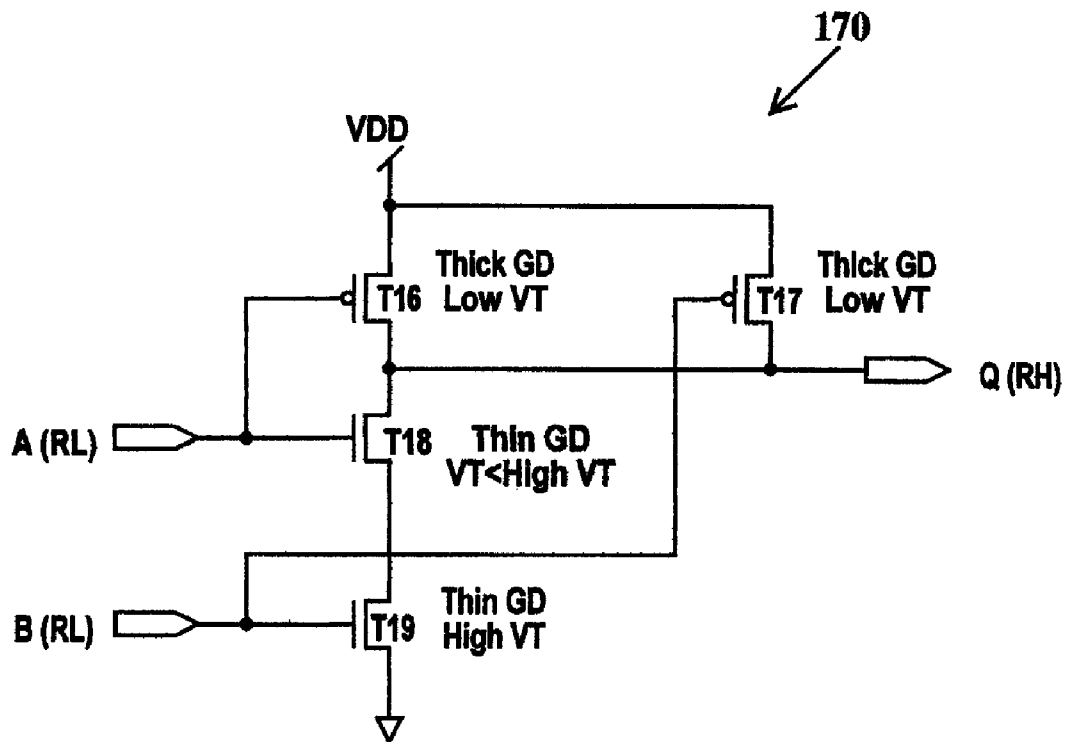 170
VDD
Thick GD
Low VT
T16
Thick GD
Low VT
T17
Q (RH)
A (RL)
T18
Thin GD
VT<High VT
B (RL)
T19
Thin GD
High VT